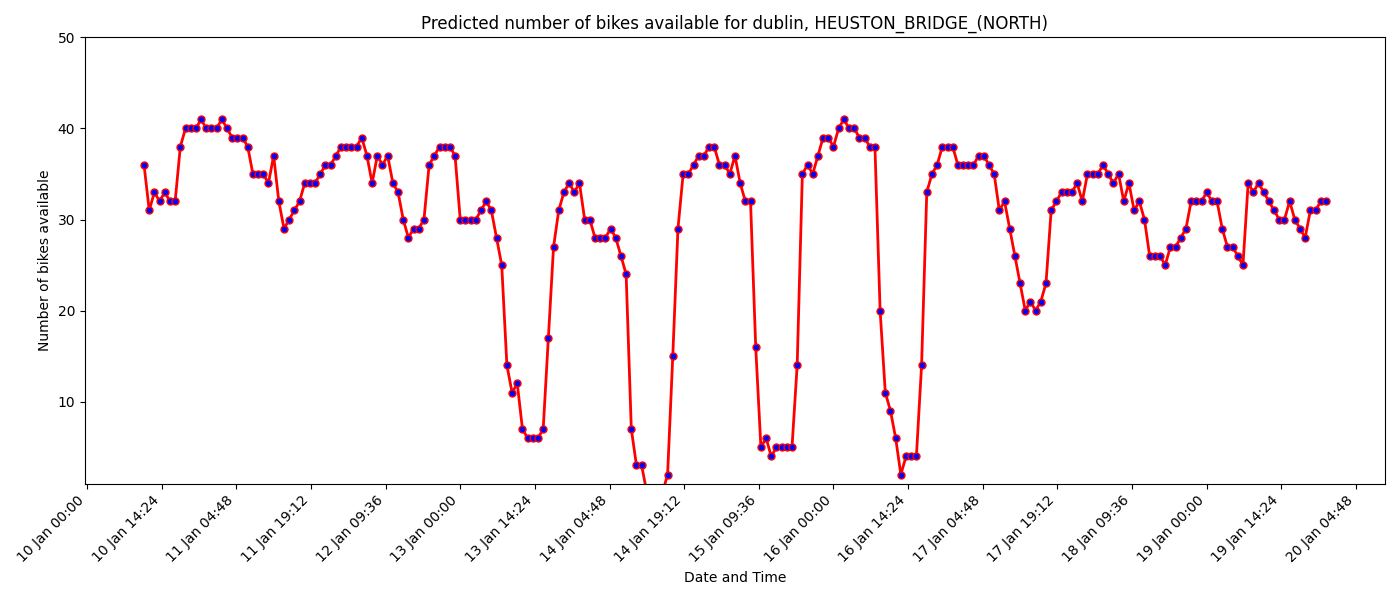 Predicted number of bikes available for dublin, HEUSTON_BRIDGE_(NORTH)
Number of bikes available
50
40
30
20
10
10 Jan 00:00
10 Jan 14:24
11 Jan 04:48
11 Jan 19:12
12 Jan 09:36
13 Jan 00:00
13 Jan 14:24
14 Jan 04:48
14 Jan 19:12
15 Jan 09:36
16 Jan 00:00
16 Jan 14:24
17 Jan 04:48
17 Jan 19:12
18 Jan 09:36
19 Jan 00:00
19 Jan 14:24
20 Jan 04:48
Date and Time